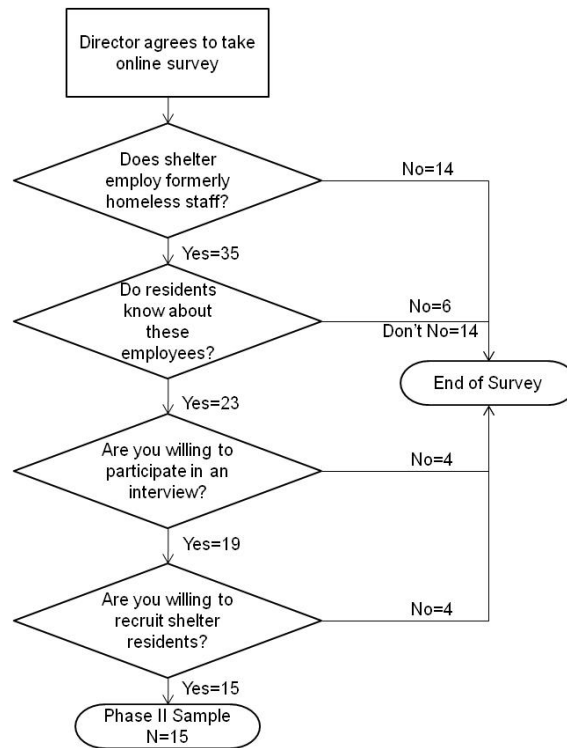 Director agrees to take
online survey
Does shelter
employ formerly
homeless staff?
No=14
Yes=35
Do residents
know about
these
employees?
No=6
Don't No=14
End of Survey
Yes=23
Are you willing to
participate in an
interview?
No=4
Yes=19
Are you willing to
recruit shelter
residents?
No=4
Yes=15
Phase II Sample
N=15